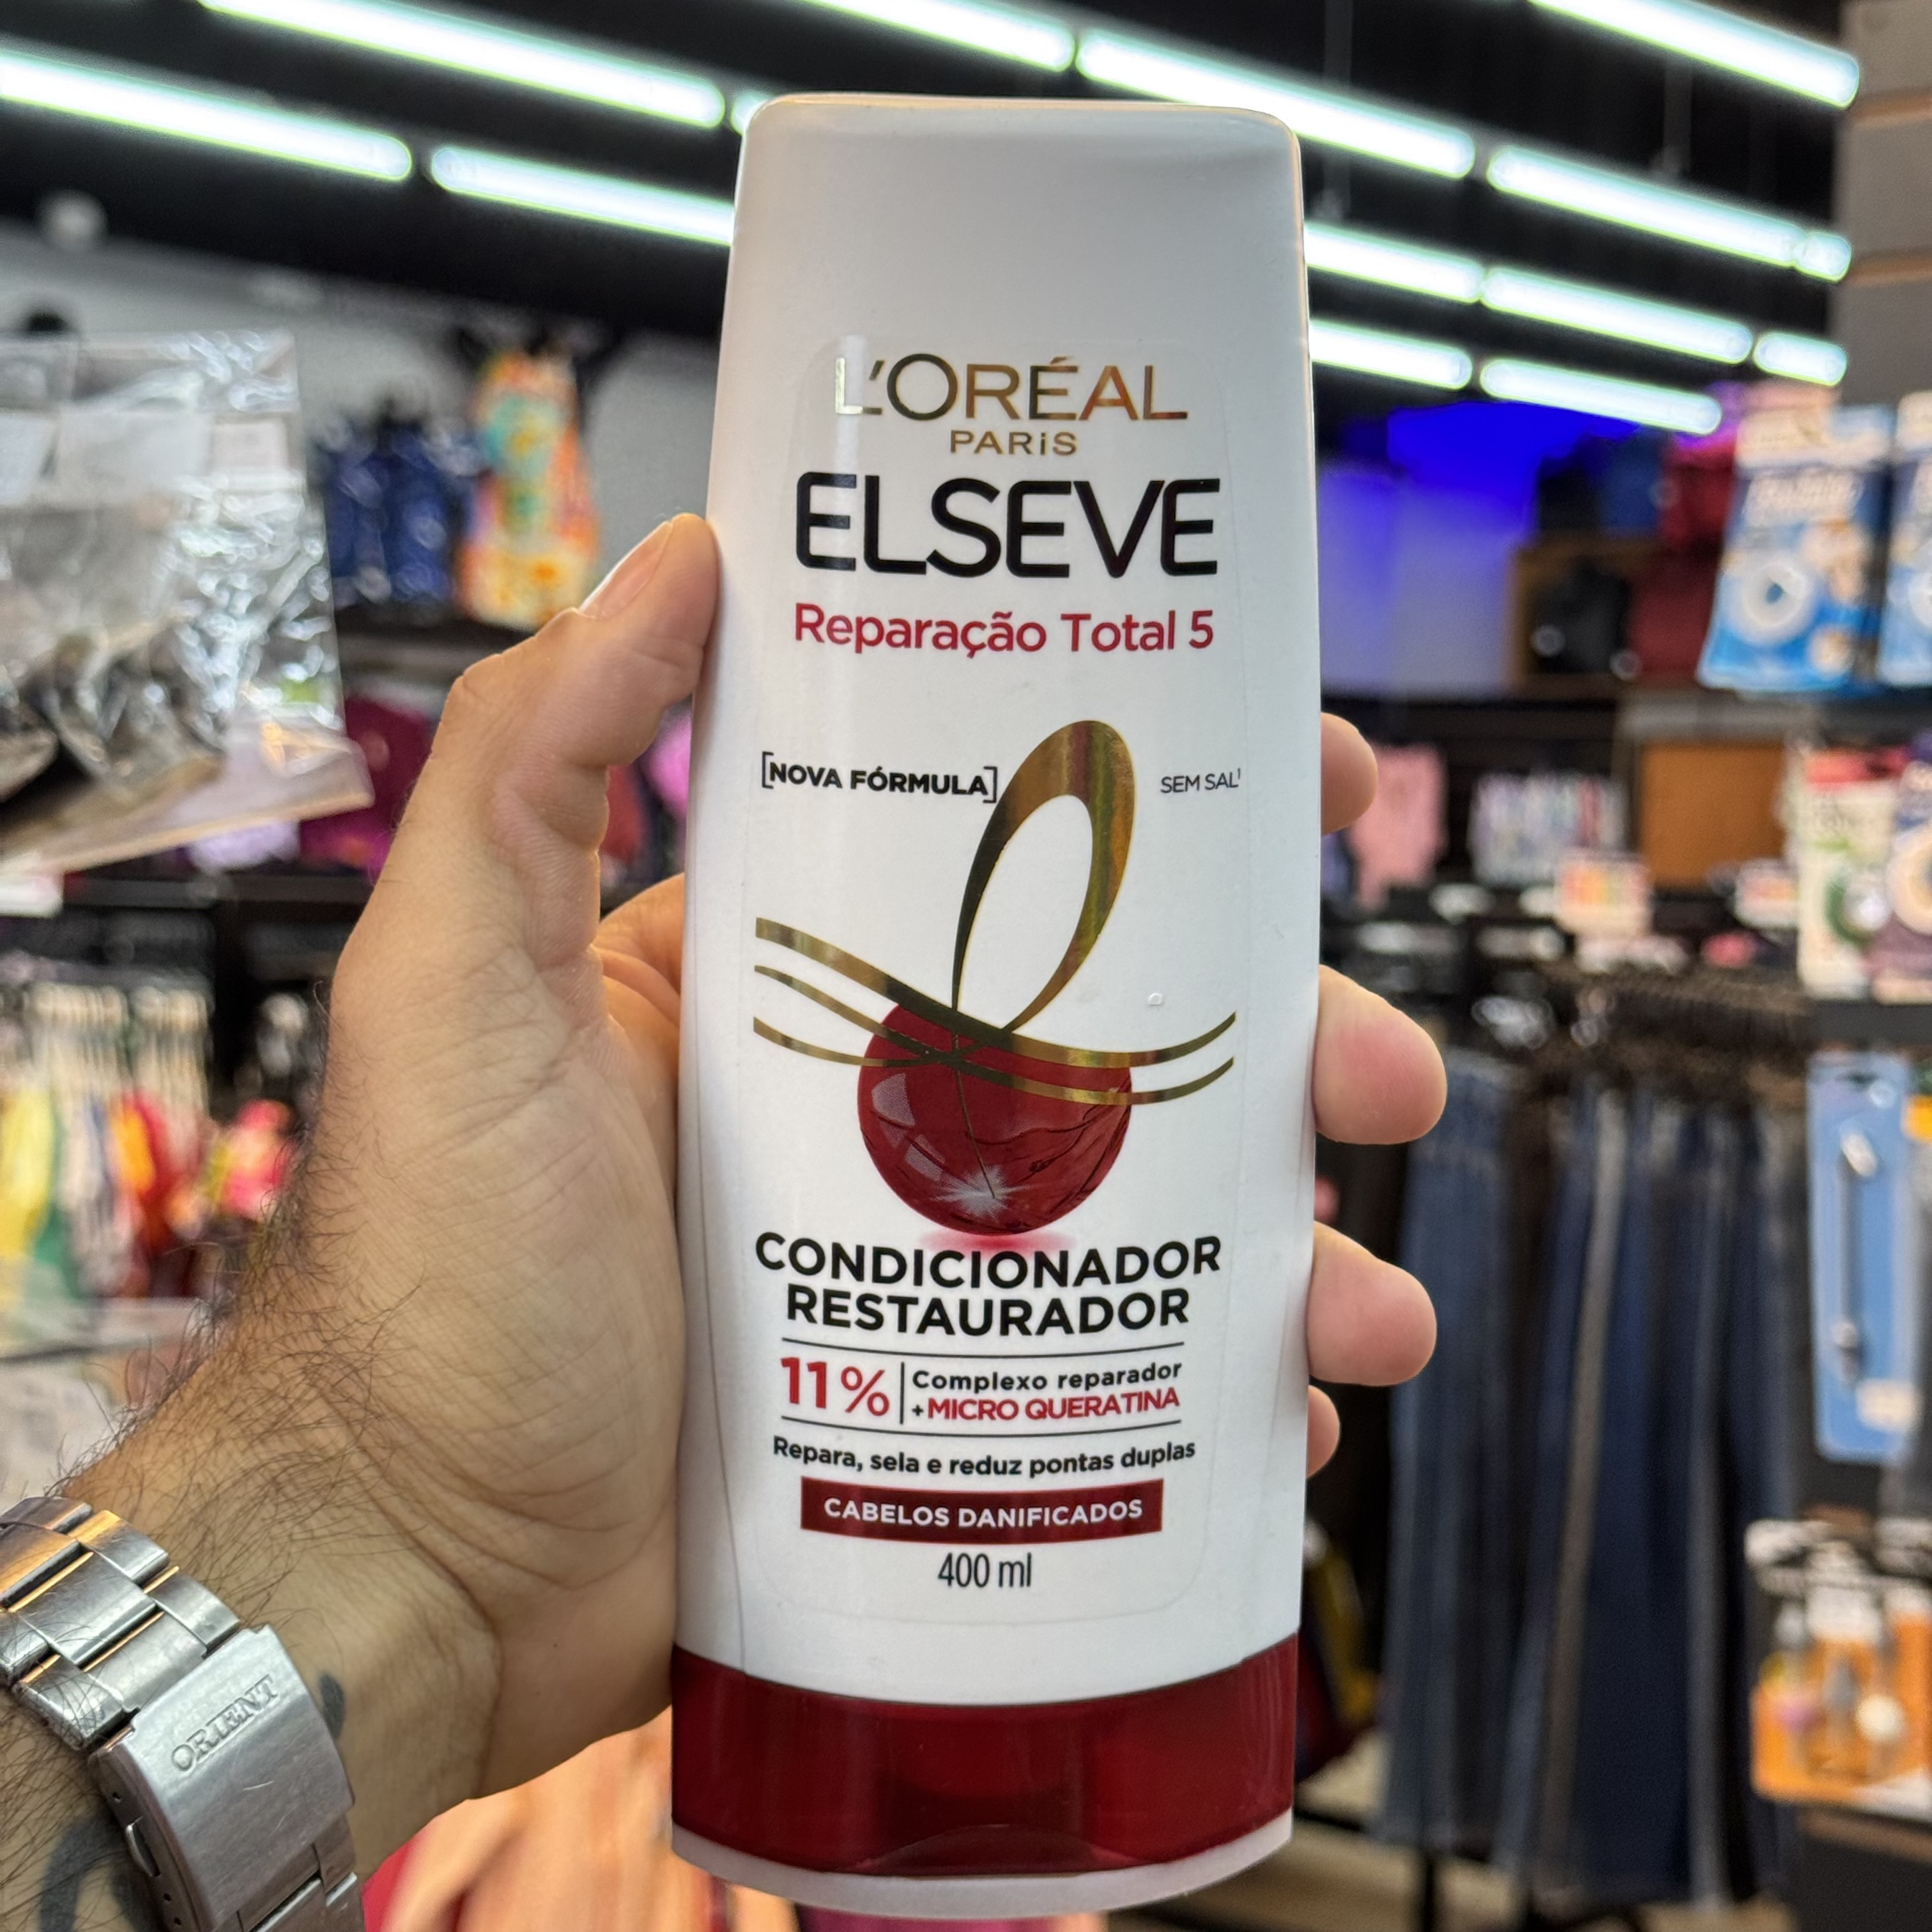 L'ORÉAL
PARiS
ELSEVE
Reparação Total 5
[NOVA FÓRMULA]
SEM SAL¹
CONDICIONADOR
RESTAURADOR
11% Complexo reparador
+MICRO QUERATINA
Repara, sela e reduz pontas duplas
CABELOS DANIFICADOS
400 ml
ORIENT